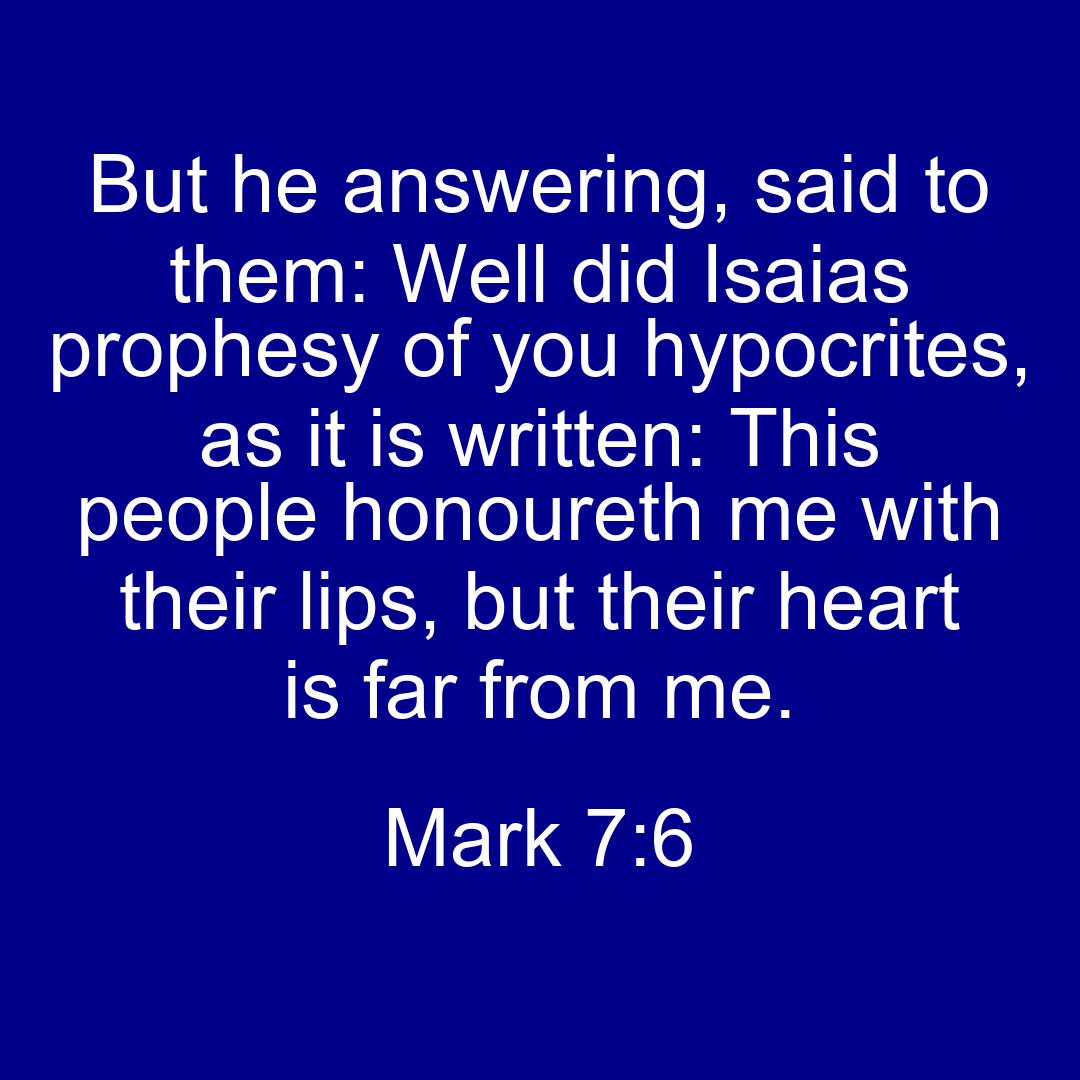 But he answering, said to
them: Well did Isaias
prophesy of you hypocrites,
as it is written: This
people honoureth me with
their lips, but their heart
is far from me.
Mark 7:6